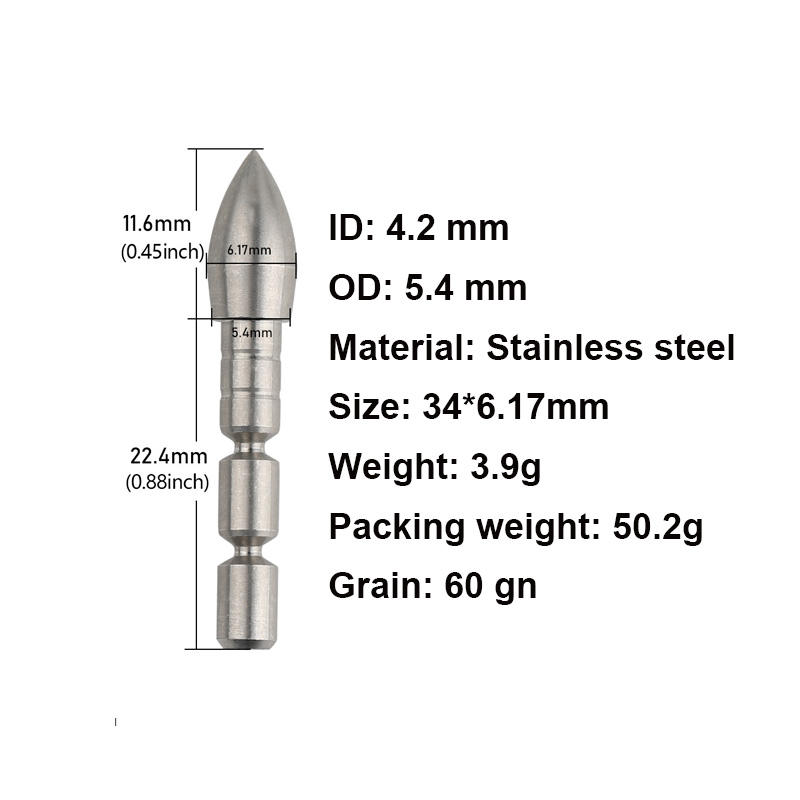 11.6mm
(0.45inch)
6.17mm
5.4mm
22.4mm
(0.88inch)
ID: 4.2 mm
OD: 5.4 mm
Material: Stainless steel
Size: 34*6.17mm
Weight: 3.9g
Packing weight: 50.2g
Grain: 60 gn